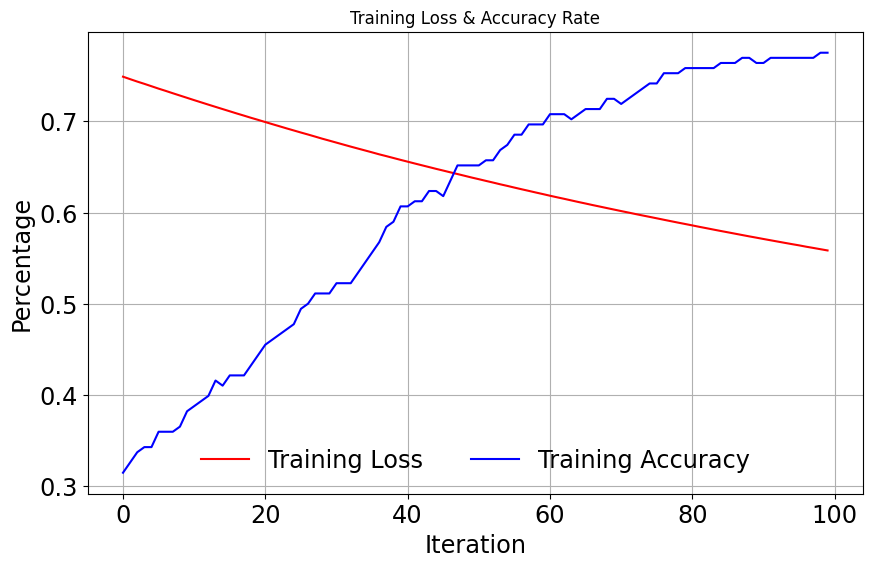 Training Loss & Accuracy Rate
0.7
0.6
0.5
0.4
0.3
Percentage
Training Loss
Training Accuracy
0 20 40 60 80 100
Iteration